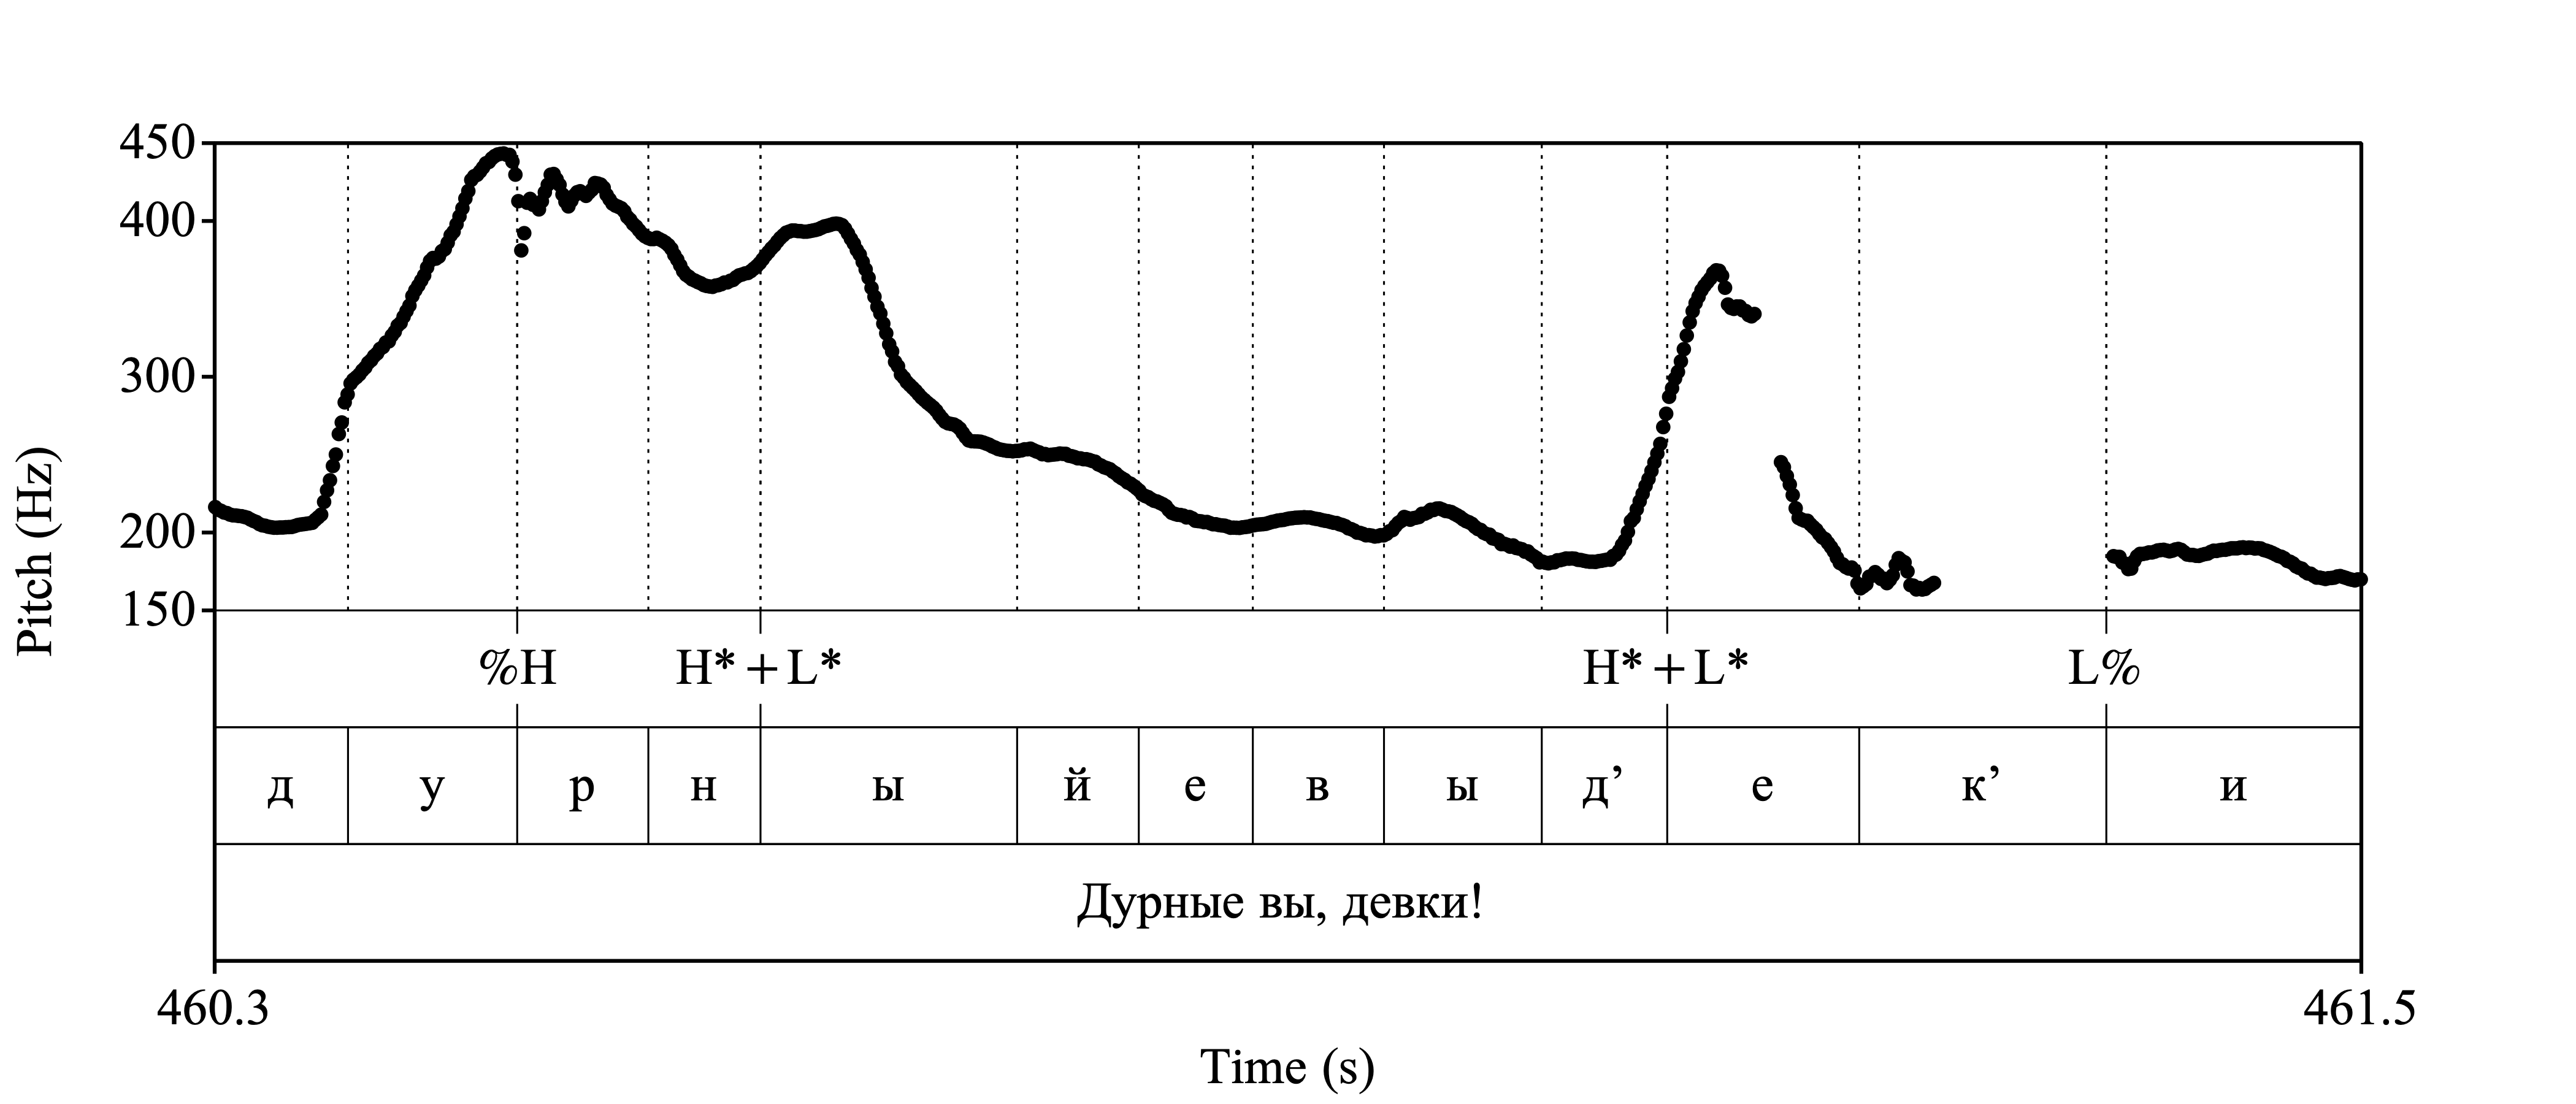 450
400
300
200
150
Pitch (Hz)
%H H*+L* H*+L* L%
д у р н ы й е в ы д’ е к’ и
Дурные вы, девки!
460.3 461.5
Time (s)